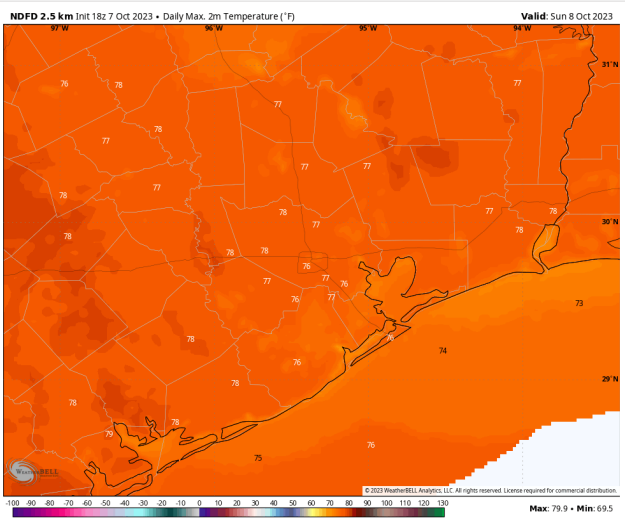 NDFD 2.5 km Init 18z 7 Oct 2023 • Daily Max. 2m Temperature (°F)
Valid: Sun 8 Oct 2023
97°W 96°W 95°W 94°W
31°N
76 78 77
77
78
77
77 77
77
78
78 77 78
30°N
77
78
78
78 78
76
77
77 76
76 77
73
78 76
74
76
29°N
78
78
78
79
76
75
WEATHERBELL
© 2023 WeatherBELL Analytics, LLC. All rights reserved. License required for commercial distribution.
-100 -90 -80 -70 -60 -50 -40 -30 -20 -10 0 10 20 30 40 50 60 70 80 90 100 110 120 130
Max: 79.9 • Min: 69.5